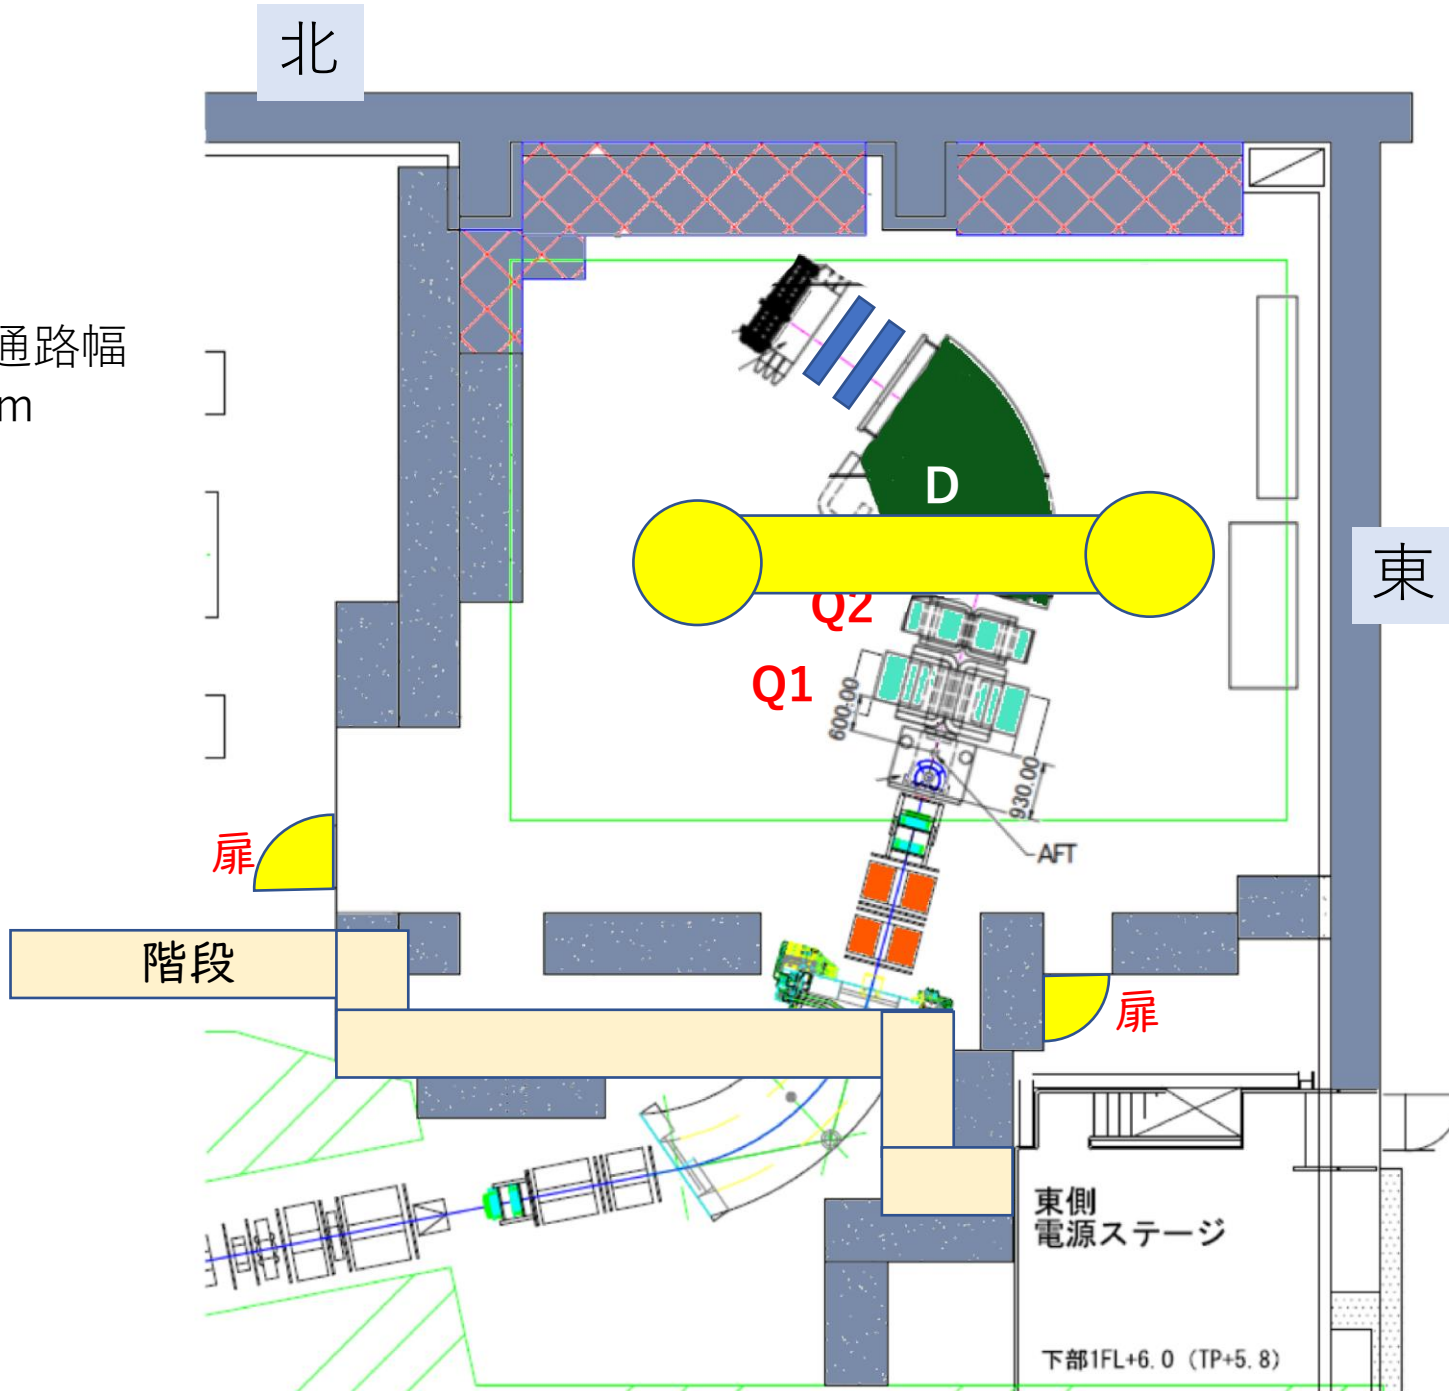 北
通路幅
m
D
東
Q2
Q1
600.00
930.00
AFT
扉
階段
扉
東側
電源ステージ
下部1FL+6.0 (TP+5.8)